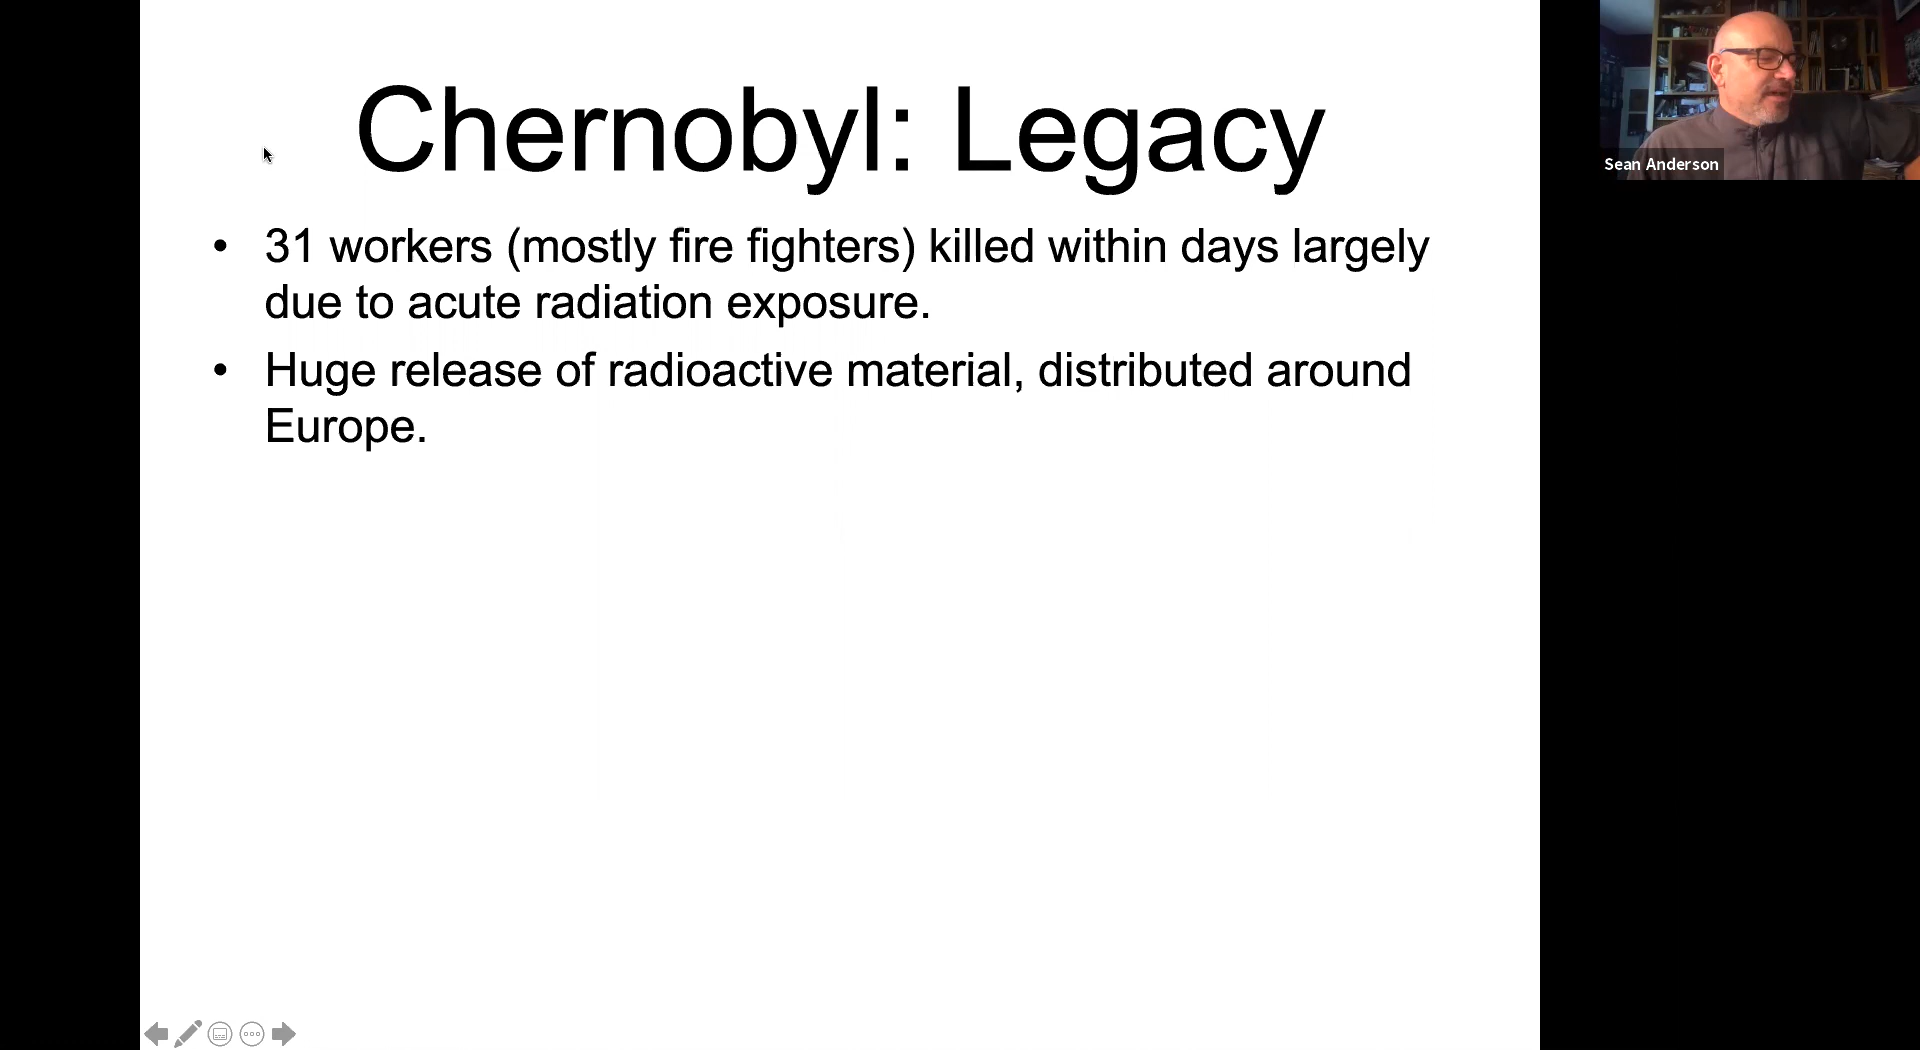 Chernobyl: Legacy
• 31 workers (mostly fire fighters) killed within days largely
due to acute radiation exposure.
• Huge release of radioactive material, distributed around
Europe.
Sean Anderson